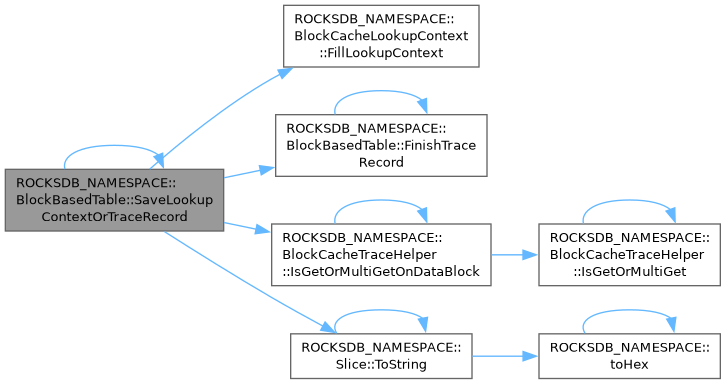 ROCKSDB_NAMESPACE::
BlockCacheLookupContext
::FillLookupContext
ROCKSDB_NAMESPACE::
BlockBasedTable::FinishTrace
Record
ROCKSDB_NAMESPACE::
BlockBasedTable::SaveLookup
ContextOrTraceRecord
ROCKSDB_NAMESPACE::
BlockCacheTraceHelper
::IsGetOrMultiGetOnDataBlock
ROCKSDB_NAMESPACE::
BlockCacheTraceHelper
::IsGetOrMultiGet
ROCKSDB_NAMESPACE::
Slice::ToString
ROCKSDB_NAMESPACE::
toHex